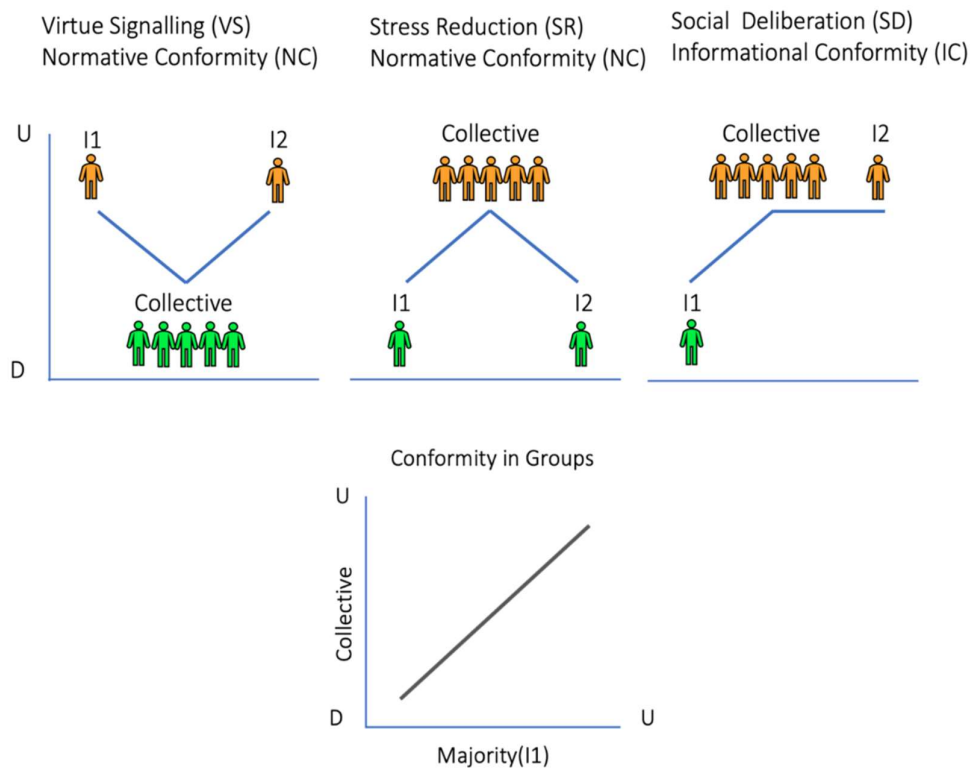 Virtue Signalling (VS)
Normative Conformity (NC)
Stress Reduction (SR)
Normative Conformity (NC)
Social Deliberation (SD)
Informational Conformity (IC)
U
I1
I2
Collective
D
Collective
I1
I2
Collective
I2
I1
Conformity in Groups
U
Collective
D
U
Majority(I1)